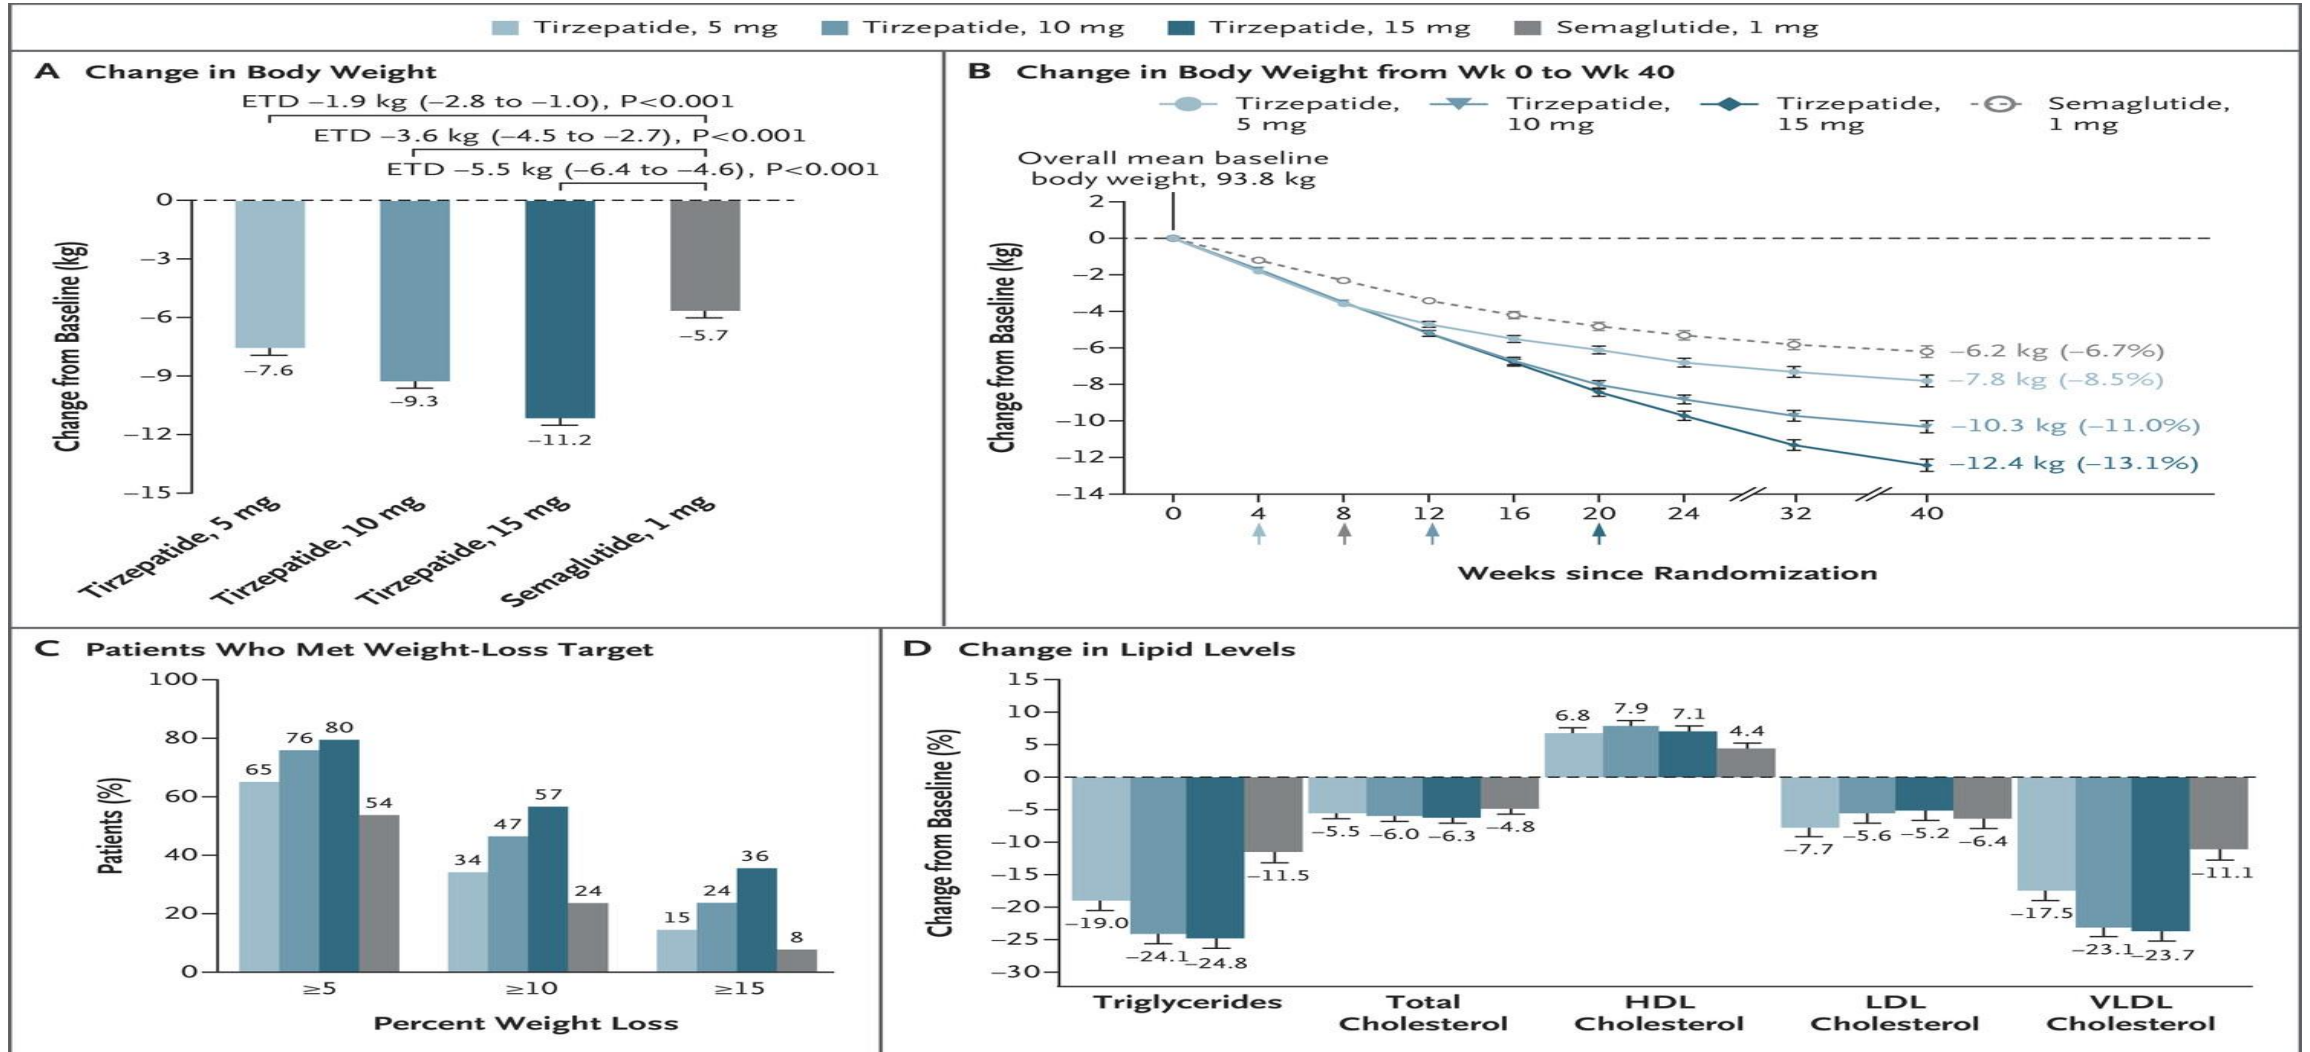 Tirzepatide, 5 mg Tirzepatide, 10 mg Tirzepatide, 15 mg Semaglutide, 1 mg
A Change in Body Weight
ETD −1.9 kg (−2.8 to −1.0), P<0.001
ETD −3.6 kg (−4.5 to −2.7), P<0.001
ETD −5.5 kg (−6.4 to −4.6), P<0.001
Change from Baseline (kg)
0
−3
−6
−9
−12
−15
−7.6
−9.3
−11.2
−5.7
Tirzepatide, 5 mg
Tirzepatide, 10 mg
Tirzepatide, 15 mg
Semaglutide, 1 mg
B Change in Body Weight from Wk 0 to Wk 40
Tirzepatide,
5 mg
Tirzepatide,
10 mg
Tirzepatide,
15 mg
Semaglutide,
1 mg
Overall mean baseline
body weight, 93.8 kg
Change from Baseline (kg)
2
0
−2
−4
−6
−8
−10
−12
−14
−6.2 kg (−6.7%)
−7.8 kg (−8.5%)
−10.3 kg (−11.0%)
−12.4 kg (−13.1%)
0 4 8 12 16 20 24 32 40
Weeks since Randomization
C Patients Who Met Weight-Loss Target
Patients (%)
100
80
60
40
20
0
65 76 80 54
34 47 57 24
15 24 36 8
≥5 ≥10 ≥15
Percent Weight Loss
D Change in Lipid Levels
Change from Baseline (%)
15
10
5
0
−5
−10
−15
−20
−25
−30
−19.0 −24.1 −24.8 −11.5
−5.5 −6.0 −6.3 −4.8
6.8 7.9 7.1 4.4
−7.7 −5.6 −5.2 −6.4
−17.5 −23.1 −23.7 −11.1
Triglycerides
Total
Cholesterol
HDL
Cholesterol
LDL
Cholesterol
VLDL
Cholesterol